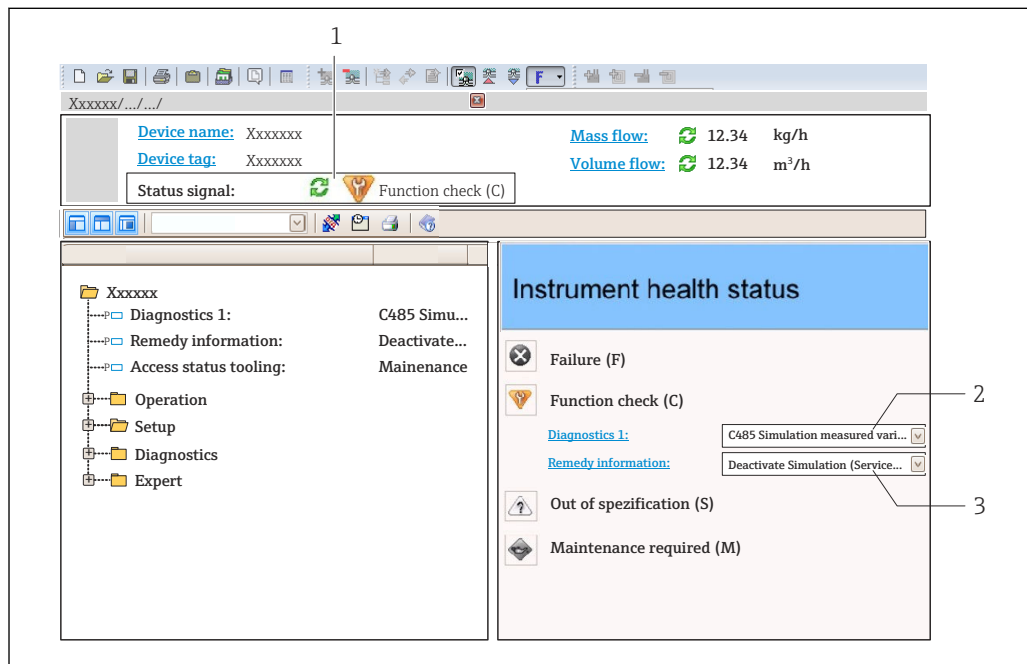 1
F
Xxxxxx/.../.../
Device name: Xxxxxxx
Mass flow: 12.34 kg/h
Device tag: Xxxxxxx
Volume flow: 12.34 m³/h
Status signal: Function check (C)
Xxxxxx
Diagnostics 1: C485 Simu...
Remedy information: Deactivate...
Access status tooling: Mainenance
Operation
Setup
Diagnostics
Expert
Instrument health status
Failure (F)
Function check (C)
2
Diagnostics 1: C485 Simulation measured vari...
Remedy information: Deactivate Simulation (Service...
Out of spezification (S)
3
Maintenance required (M)